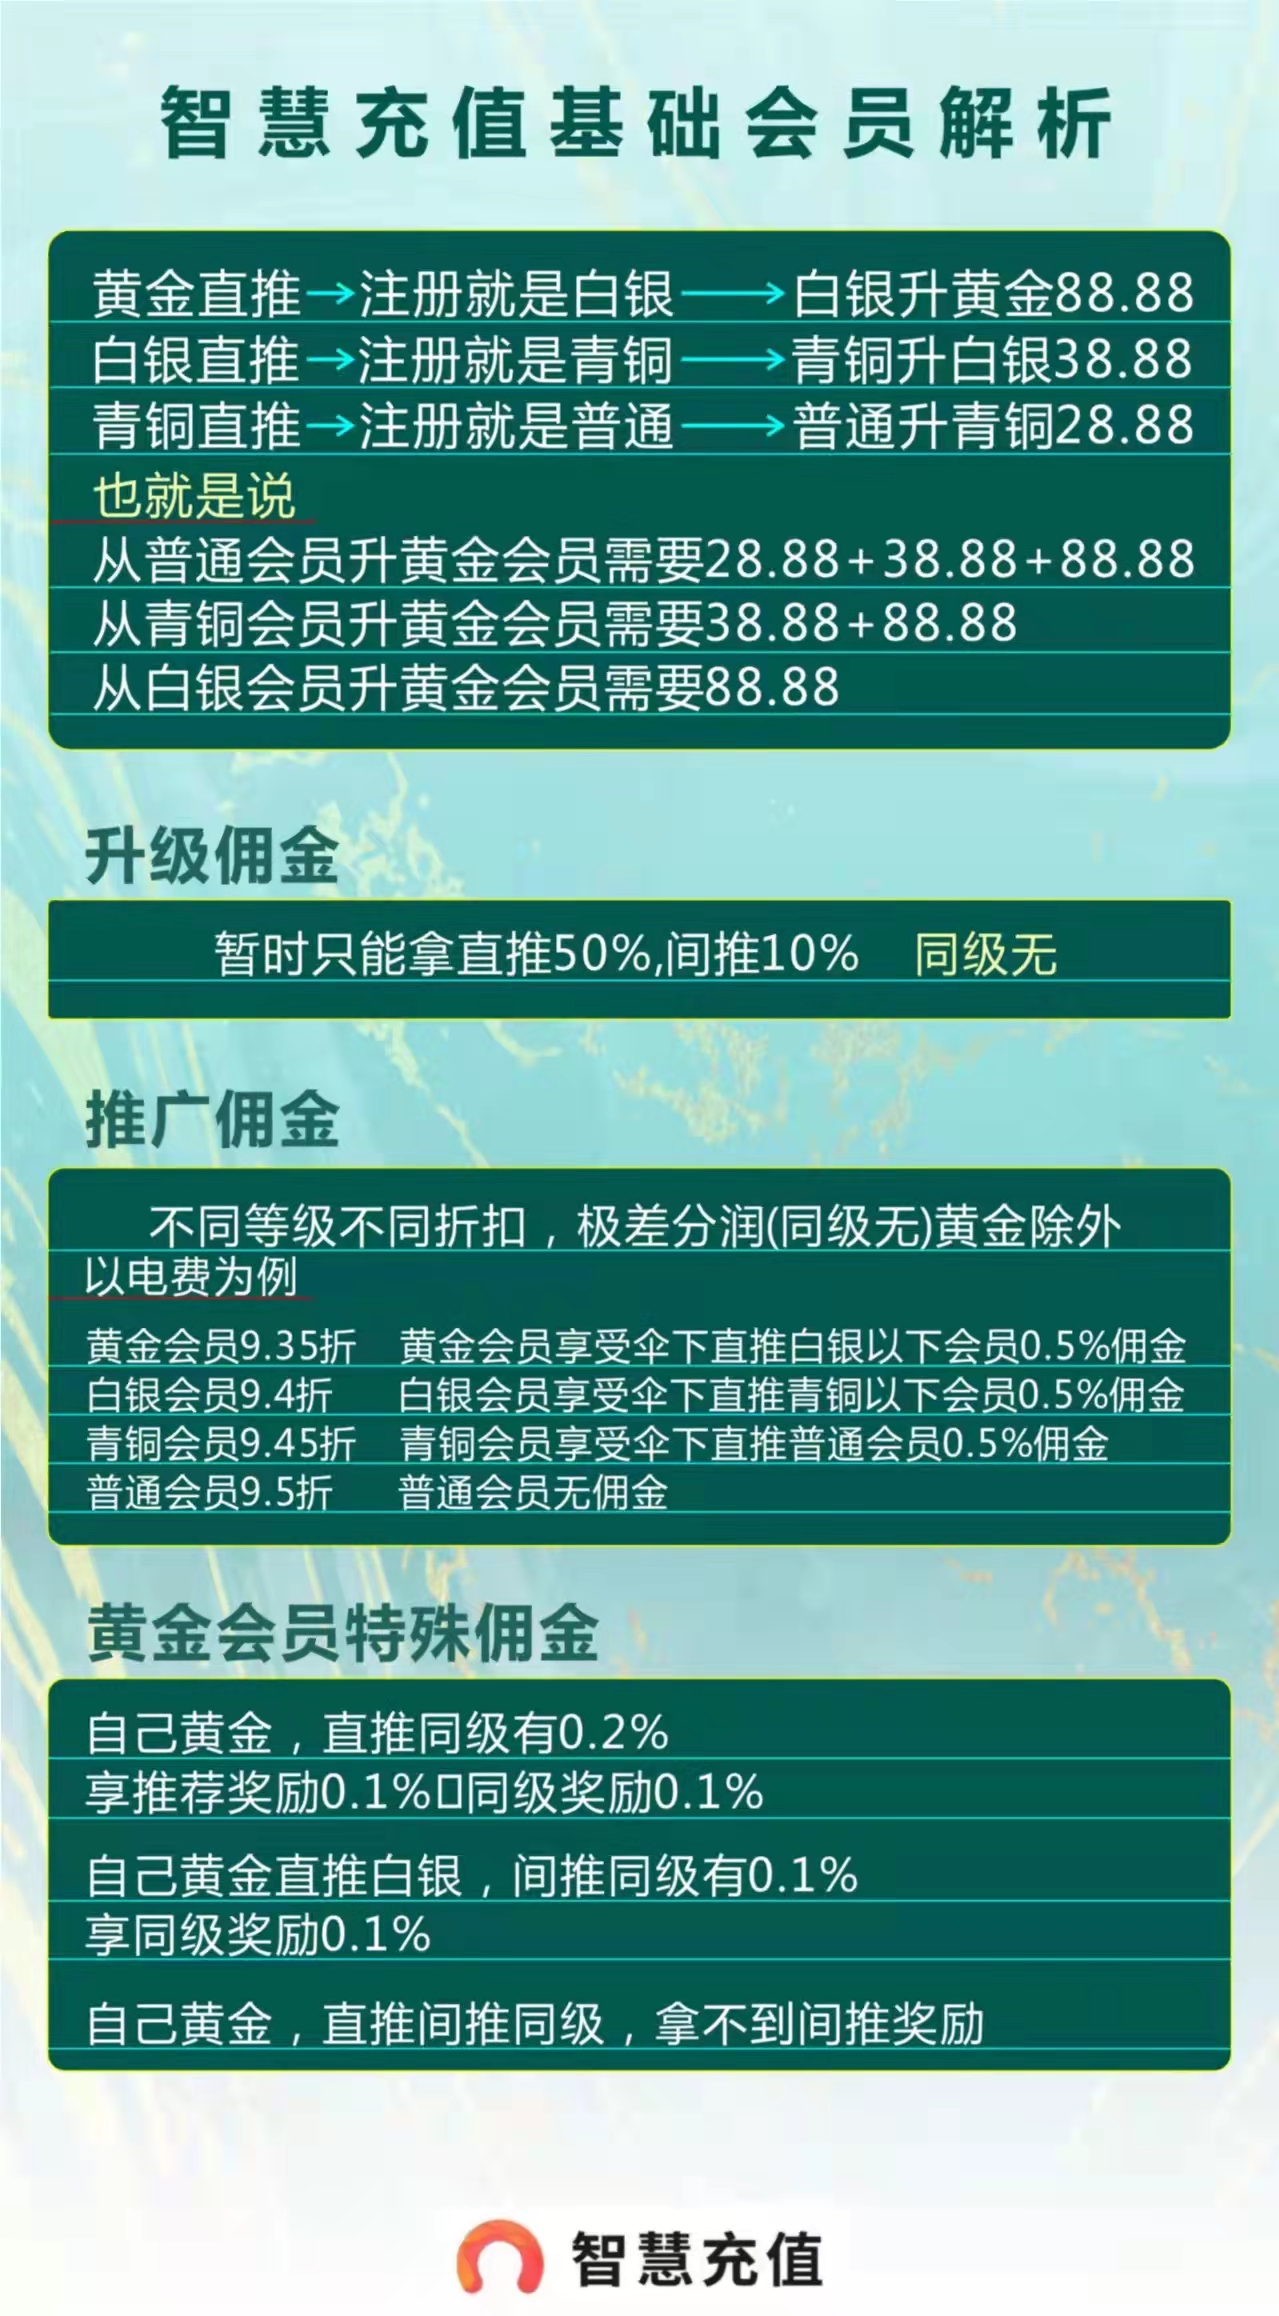 智慧充值基础会员解析
黄金直推→注册就是白银→白银升黄金88.88
白银直推→注册就是青铜→青铜升白银38.88
青铜直推→注册就是普通→普通升青铜28.88
也就是说
从普通会员升黄金会员需要28.88+38.88+88.88
从青铜会员升黄金会员需要38.88+88.88
从白银会员升黄金会员需要88.88
升级佣金
暂时只能拿直推50%,间推10% 同级无
推广佣金
不同等级不同折扣，极差分润(同级无)黄金除外
以电费为例
黄金会员9.35折 黄金会员享受伞下直推白银以下会员0.5%佣金
白银会员9.4折 白银会员享受伞下直推青铜以下会员0.5%佣金
青铜会员9.45折 青铜会员享受伞下直推普通会员0.5%佣金
普通会员9.5折 普通会员无佣金
黄金会员特殊佣金
自己黄金，直推同级有0.2%
享推荐奖励0.1%▯同级奖励0.1%
自己黄金直推白银，间推同级有0.1%
享同级奖励0.1%
自己黄金，直推间推同级，拿不到间推奖励
智慧充值